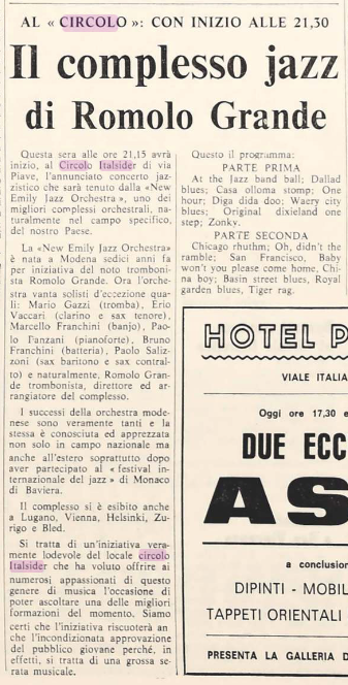 AL « CIRCOLO »: CON INIZIO ALLE 21,30
Il complesso jazz
di Romolo Grande
Questa sera alle ore 21,15 avrà
inizio, al Circolo Italsider di via
Piave, l'annunciato concerto jaz-
zistico che sarà tenuto dalla «New
Emily Jazz Orchestra», uno dei
migliori complessi orchestrali, na-
turalmente nel campo specifico,
del nostro Paese.
La «New Emily Jazz Orchestra»
è nata a Modena sedici anni fa
per iniziativa del noto tromboni-
sta Romolo Grande. Ora l'orche-
stra vanta solisti d'eccezione qua-
li: Mario Gazzi (tromba), Erio
Vaccari (clarino e sax tenore),
Marcello Franchini (banjo), Pao-
lo Panzani (pianoforte), Bruno
Franchini (batteria), Paolo Saliz-
zoni (sax baritono e sax contral-
to) e naturalmente, Romolo Gran-
de trombonista, direttore ed ar-
rangiatore del complesso.
I successi della orchestra mode-
nese sono veramente tanti e la
stessa è conosciuta ed apprezzata
non solo in campo nazionale ma
anche all'estero soprattutto dopo
aver partecipato al « festival in-
ternazionale del jazz » di Monaco
di Baviera.
Il complesso si è esibito anche
a Lugano, Vienna, Helsinki, Zu-
rigo e Bled.
Si tratta di un'iniziativa vera-
mente lodevole del locale circolo
Italsider che ha voluto offrire ai
numerosi appassionati di questo
genere di musica l'occasione di
poter ascoltare una delle migliori
formazioni del momento. Siamo
certi che l'iniziativa riscuoterà an-
che l'incondizionata approvazione
del pubblico giovane perché, in
effetti, si tratta di una grossa se-
rata musicale.
Questo il programma:
PARTE PRIMA
At the Jazz band ball; Dallad
blues; Casa olloma stomp; One
hour; Diga dida doo; Waery city
blues; Original dixieland one
step; Zonky.
PARTE SECONDA
Chicago rhuthm; Oh, didn't the
ramble; San Francisco, Baby
won't you please come home, Chi-
na boy; Basin street blues, Royal
garden blues, Tiger rag.
HOTEL P
VIALE ITALIA
Oggi ore 17,30 e
DUE ECC
AS
a conclusion
DIPINTI - MOBIL
TAPPETI ORIENTALI
PRESENTA LA GALLERIA D